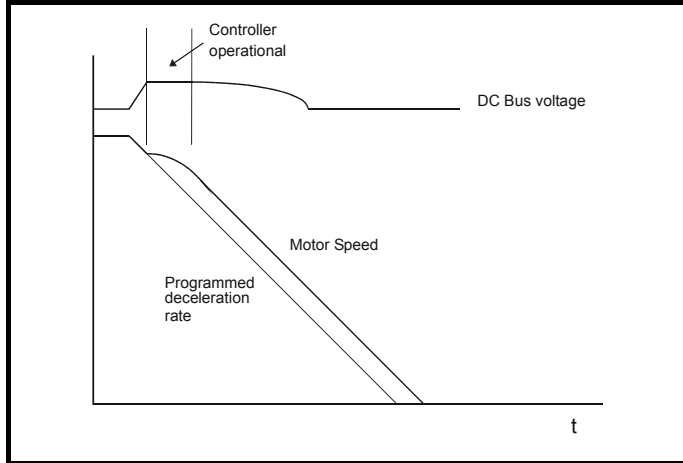 Controller
operational
DC Bus voltage
Motor Speed
Programmed
deceleration
rate
t